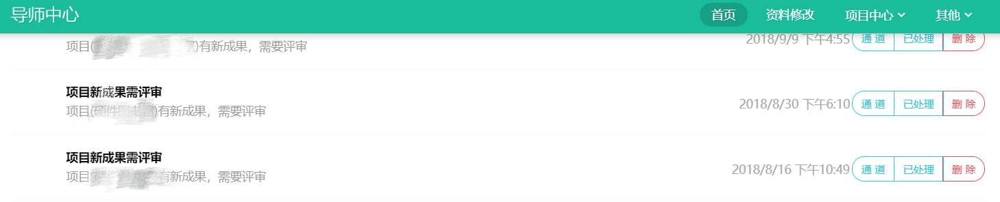 导师中心 首页 资料修改 项目中心 其他
项目( )有新成果，需要评审 2018/9/9 下午4:55 通 道 已处理 删 除
项目新成果需评审
项目(硬件 )有新成果，需要评审 2018/8/30 下午6:10 通 道 已处理 删 除
项目新成果需评审
项目( 有新成果，需要评审 2018/8/16 下午10:49 通 道 已处理 删 除